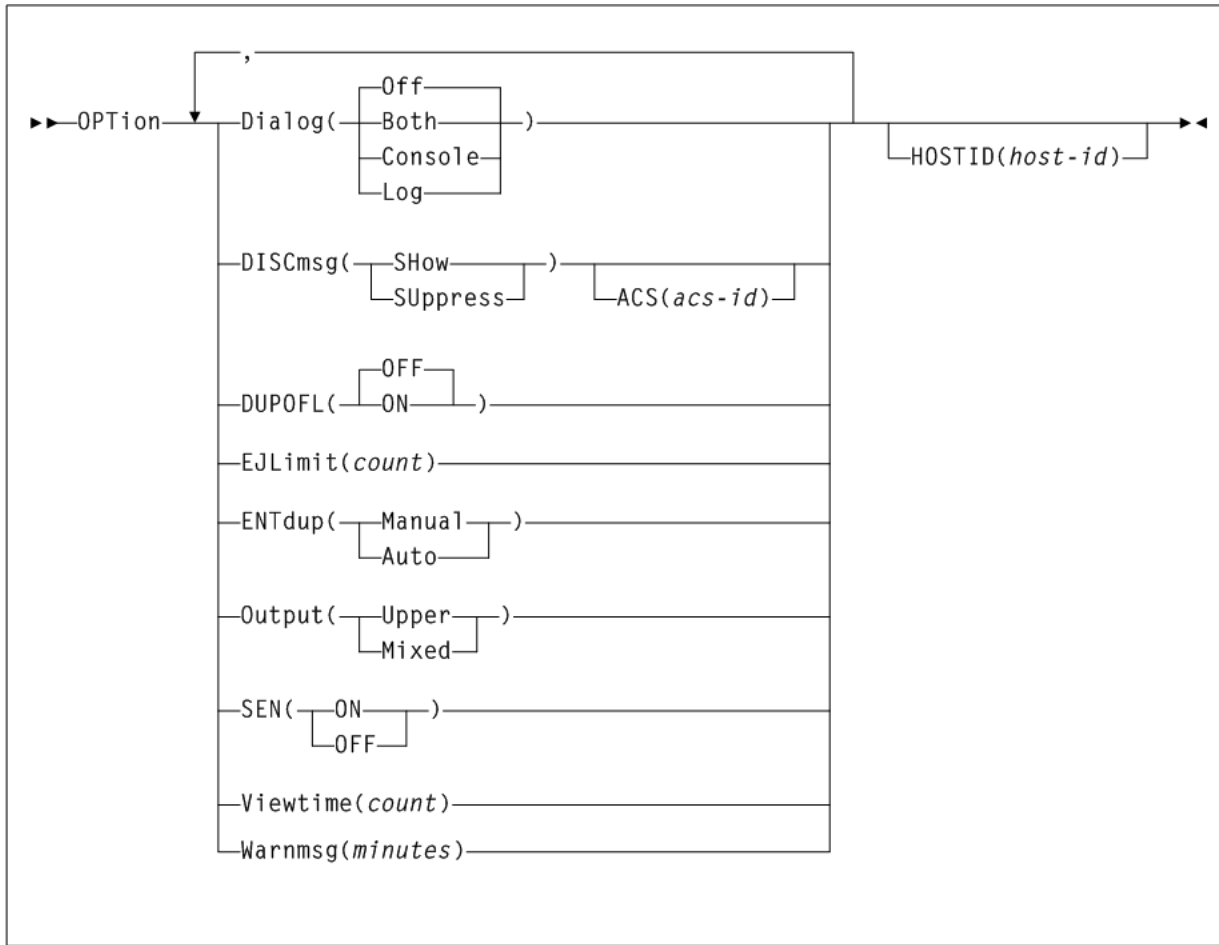 ,
Off
OPTion Dialog( Both )
Console
Log
HOSTID(host-id)
DISCmsg( SHow )
SUppress ACS(acs-id)
OFF
DUPOFL( ON )
EJLimit(count)
ENTdup( Manual )
Auto
Output( Upper )
Mixed
SEN( ON )
OFF
Viewtime(count)
Warnmsg(minutes)